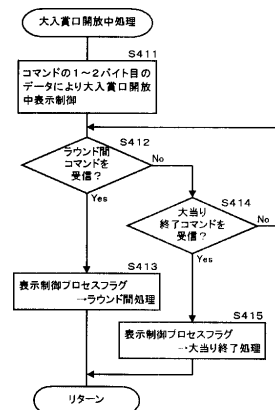 大入賞口開放中処理
S411
コマンドの1～2バイト目の
データにより大入賞口開放
中表示制御
S412
ラウンド間
コマンドを
受信？
No
Yes
S414
大当り
終了コマンドを
受信？
No
Yes
S413
表示制御プロセスフラグ
→ラウンド間処理
S415
表示制御プロセスフラグ
→大当り終了処理
リターン